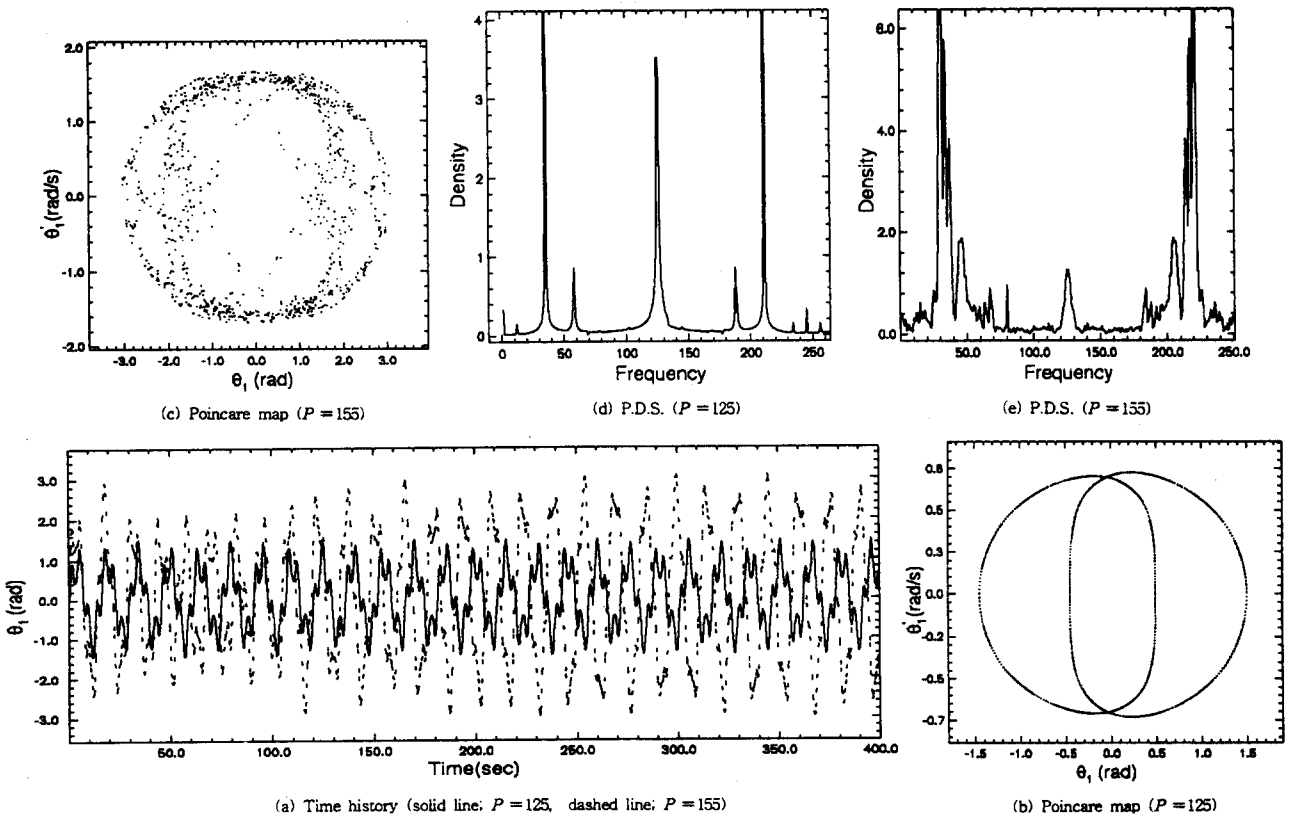 2.0
1.0
0.0
-1.0
-2.0
θ₁'(rad/s)
-3.0 -2.0 -1.0 0.0 1.0 2.0 3.0
θ₁ (rad)
(c) Poincare map (P = 155)
4
3
2
1
0
Density
0 50 100 150 200 250
Frequency
(d) P.D.S. (P = 125)
6.0
4.0
2.0
0.0
Density
50.0 100.0 150.0 200.0 250.0
Frequency
(e) P.D.S. (P = 155)
3.0
2.0
1.0
0.0
-1.0
-2.0
-3.0
θ₁ (rad)
50.0 100.0 150.0 200.0 250.0 300.0 350.0 400.0
Time(sec)
(a) Time history (solid line; P = 125, dashed line; P = 155)
0.8
0.5
0.3
0.0
-0.2
-0.5
-0.7
θ₁'(rad/s)
-1.5 -1.0 -0.5 0.0 0.5 1.0 1.5
θ₁ (rad)
(b) Poincare map (P = 125)